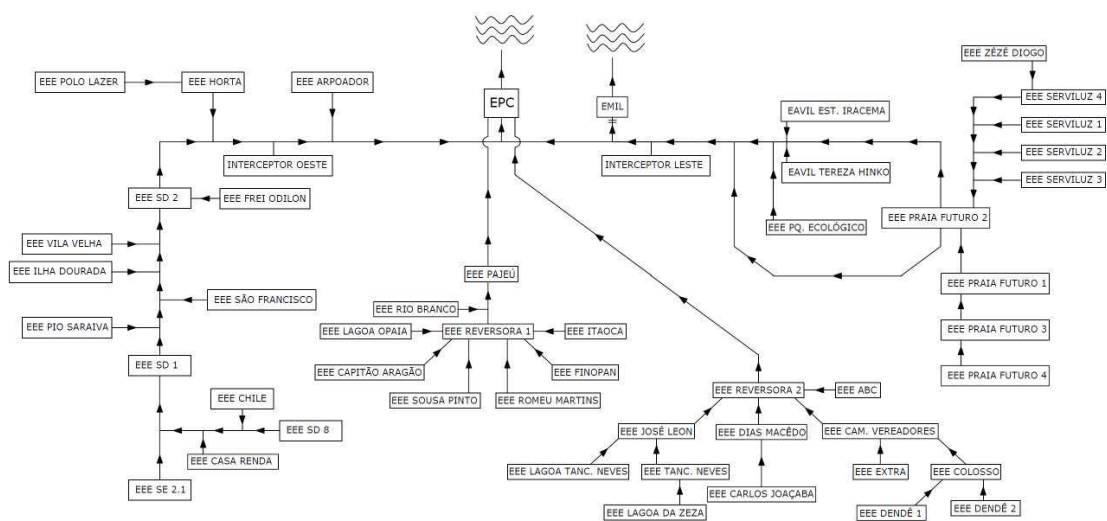 EEE ZÉZÉ DIOGO
EEE POLO LAZER
EEE HORTA
EEE ARPOADOR
EPC
EMIL
EAVIL EST. IRACEMA
EEE SERVILUZ 4
EEE SERVILUZ 1
EEE SERVILUZ 2
EEE SERVILUZ 3
INTERCEPTOR OESTE
INTERCEPTOR LESTE
EAVIL TEREZA HINKO
EEE SD 2
EEE FREI ODILON
EEE PQ. ECOLÓGICO
EEE PRAIA FUTURO 2
EEE VILA VELHA
EEE ILHA DOURADA
EEE PAJEÚ
EEE PRAIA FUTURO 1
EEE SÃO FRANCISCO
EEE RIO BRANCO
EEE PIO SARAIVA
EEE LAGOA OPAIA
EEE REVERSORA 1
EEE ITAOCA
EEE PRAIA FUTURO 3
EEE SD 1
EEE CAPITÃO ARAGÃO
EEE FINOPAN
EEE PRAIA FUTURO 4
EEE CHILE
EEE SOUSA PINTO
EEE ROMEU MARTINS
EEE REVERSORA 2
EEE ABC
EEE SD 8
EEE JOSÉ LEON
EEE DIAS MACÊDO
EEE CAM. VEREADORES
EEE CASA RENDA
EEE LAGOA TANC. NEVES
EEE TANC. NEVES
EEE EXTRA
EEE COLOSSO
EEE SE 2.1
EEE CARLOS JOAÇABA
EEE LAGOA DA ZEZA
EEE DENDÊ 1
EEE DENDÊ 2